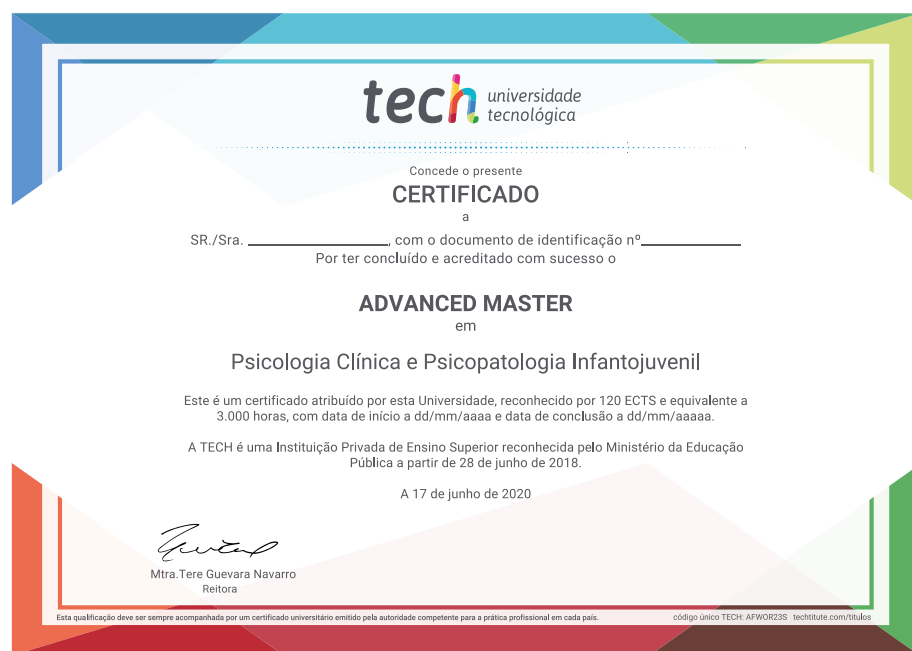 tech universidade
tecnológica
Concede o presente
CERTIFICADO
a
SR./Sra. ____________________, com o documento de identificação nº______________
Por ter concluído e acreditado com sucesso o
ADVANCED MASTER
em
Psicologia Clínica e Psicopatologia Infantojuvenil
Este é um certificado atribuído por esta Universidade, reconhecido por 120 ECTS e equivalente a
3.000 horas, com data de início a dd/mm/aaaa e data de conclusão a dd/mm/aaaaa.
A TECH é uma Instituição Privada de Ensino Superior reconhecida pelo Ministério da Educação
Pública a partir de 28 de junho de 2018.
A 17 de junho de 2020
Mtra.Tere Guevara Navarro
Reitora
Esta qualificação deve ser sempre acompanhada por um certificado universitário emitido pela autoridade competente para a prática profissional em cada país.
código único TECH: AFWOR23S techtitute.com/titulos